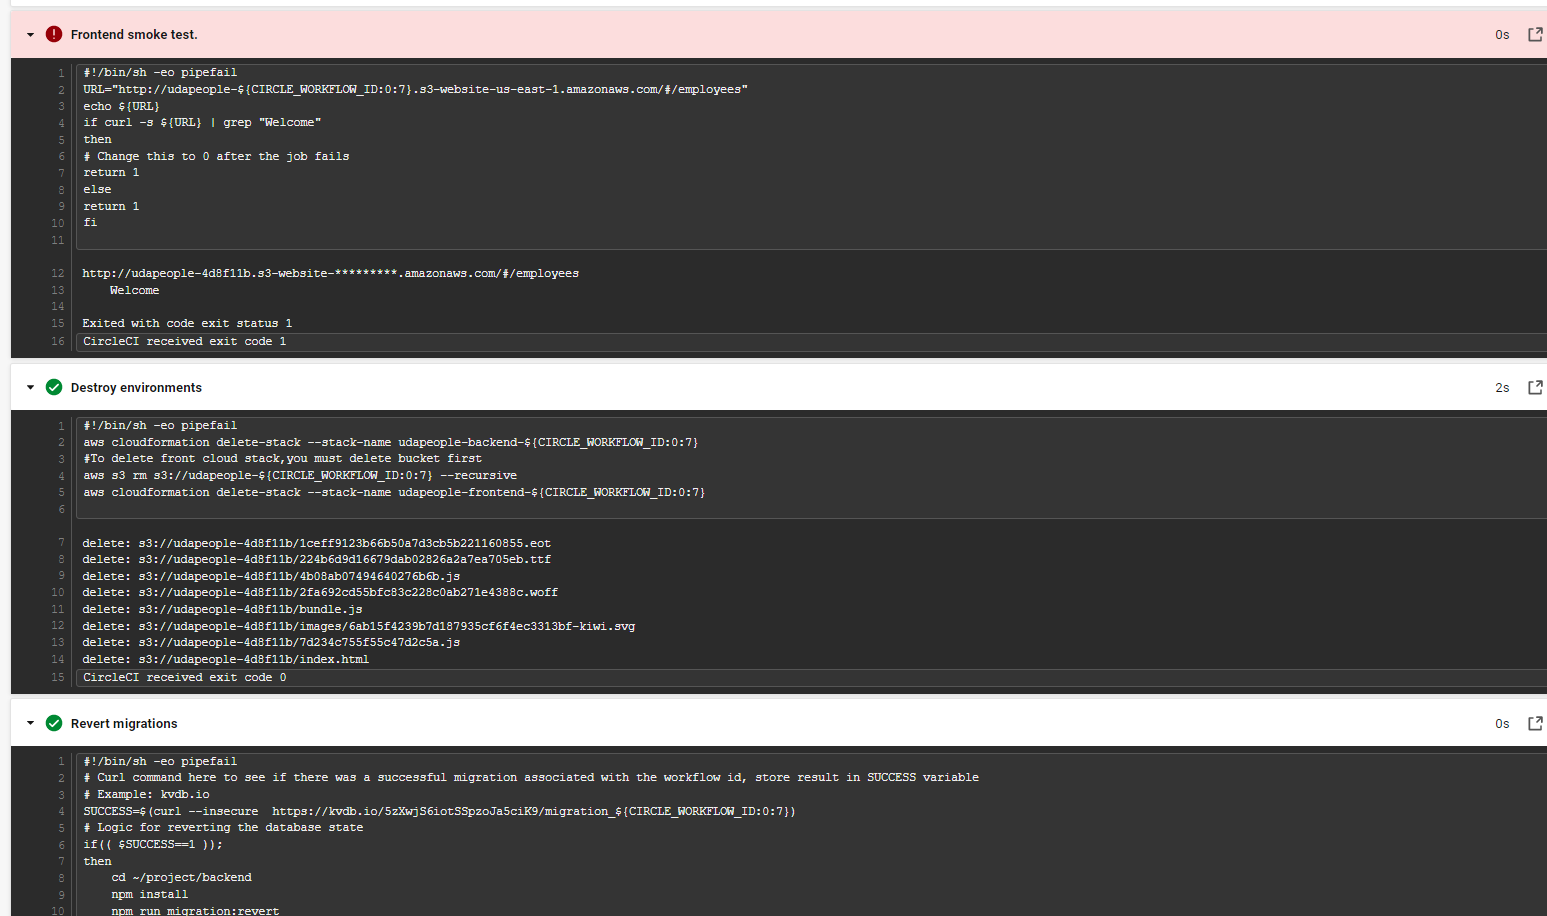 Frontend smoke test.
0s
1 #!/bin/sh -eo pipefail
2 URL="http://udapeople-${CIRCLE_WORKFLOW_ID:0:7}.s3-website-us-east-1.amazonaws.com/#/employees"
3 echo ${URL}
4 if curl -s ${URL} | grep "Welcome"
5 then
6 # Change this to 0 after the job fails
7 return 1
8 else
9 return 1
10 fi
11
12 http://udapeople-4d8f11b.s3-website-*********.amazonaws.com/#/employees
13 Welcome
14
15 Exited with code exit status 1
16 CircleCI received exit code 1
Destroy environments
2s
1 #!/bin/sh -eo pipefail
2 aws cloudformation delete-stack --stack-name udapeople-backend-${CIRCLE_WORKFLOW_ID:0:7}
3 #To delete front cloud stack,you must delete bucket first
4 aws s3 rm s3://udapeople-${CIRCLE_WORKFLOW_ID:0:7} --recursive
5 aws cloudformation delete-stack --stack-name udapeople-frontend-${CIRCLE_WORKFLOW_ID:0:7}
6
7 delete: s3://udapeople-4d8f11b/1ceff9123b66b50a7d3cb5b221160855.eot
8 delete: s3://udapeople-4d8f11b/224b6d9d16679dab02826a2a7ea705eb.ttf
9 delete: s3://udapeople-4d8f11b/4b08ab07494640276b6b.js
10 delete: s3://udapeople-4d8f11b/2fa692cd55bfc83c228c0ab271e4388c.woff
11 delete: s3://udapeople-4d8f11b/bundle.js
12 delete: s3://udapeople-4d8f11b/images/6ab15f4239b7d187935cf6f4ec3313bf-kiwi.svg
13 delete: s3://udapeople-4d8f11b/7d234c755f55c47d2c5a.js
14 delete: s3://udapeople-4d8f11b/index.html
15 CircleCI received exit code 0
Revert migrations
0s
1 #!/bin/sh -eo pipefail
2 # Curl command here to see if there was a successful migration associated with the workflow id, store result in SUCCESS variable
3 # Example: kvdb.io
4 SUCCESS=$(curl --insecure  https://kvdb.io/5zXwjS6iotSSpzoJa5ciK9/migration_${CIRCLE_WORKFLOW_ID:0:7})
5 # Logic for reverting the database state
6 if(( $SUCCESS==1 ));
7 then
8 cd ~/project/backend
9 npm install
10 npm run migration:revert